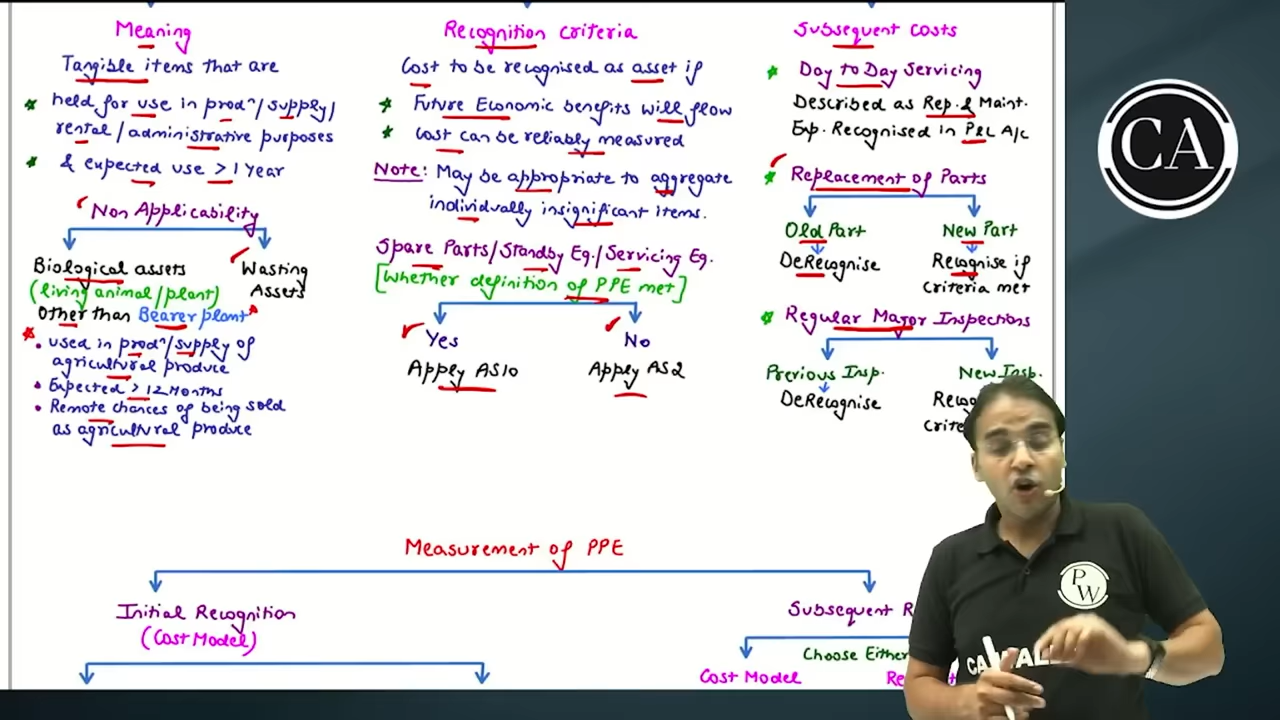 Meaning
Tangible items that are
* held for use in prodⁿ/supply/
rental/administrative purposes
* & expected use > 1 Year
Non Applicability
Biological assets
(living animal/plant)
Other than Bearer plant*
Wasting
Assets
* • used in prodⁿ/supply of
agricultural produce
• Expected > 12 Months
• Remote chances of being sold
as agricultural produce
Recognition criteria
Cost to be recognised as asset if
* Future Economic benefits will flow
* Cost can be reliably measured
Note: May be appropriate to aggregate
individually insignificant items.
Spare Parts/Standby Eq./Servicing Eq.
[Whether definition of PPE met]
Yes
No
Apply AS10
Apply AS2
Subsequent Costs
* Day to Day Servicing
Described as Rep. & Maint.
Exp. Recognised in P&L A/c
* Replacement of Parts
Old Part
New Part
DeRecognise
Recognise if
criteria met
* Regular Major Inspections
Previous Insp.
New Insp.
DeRecognise
Measurement of PPE
Initial Recognition
(Cost Model)
Subsequent
Choose Either
Cost Model
CA
PW